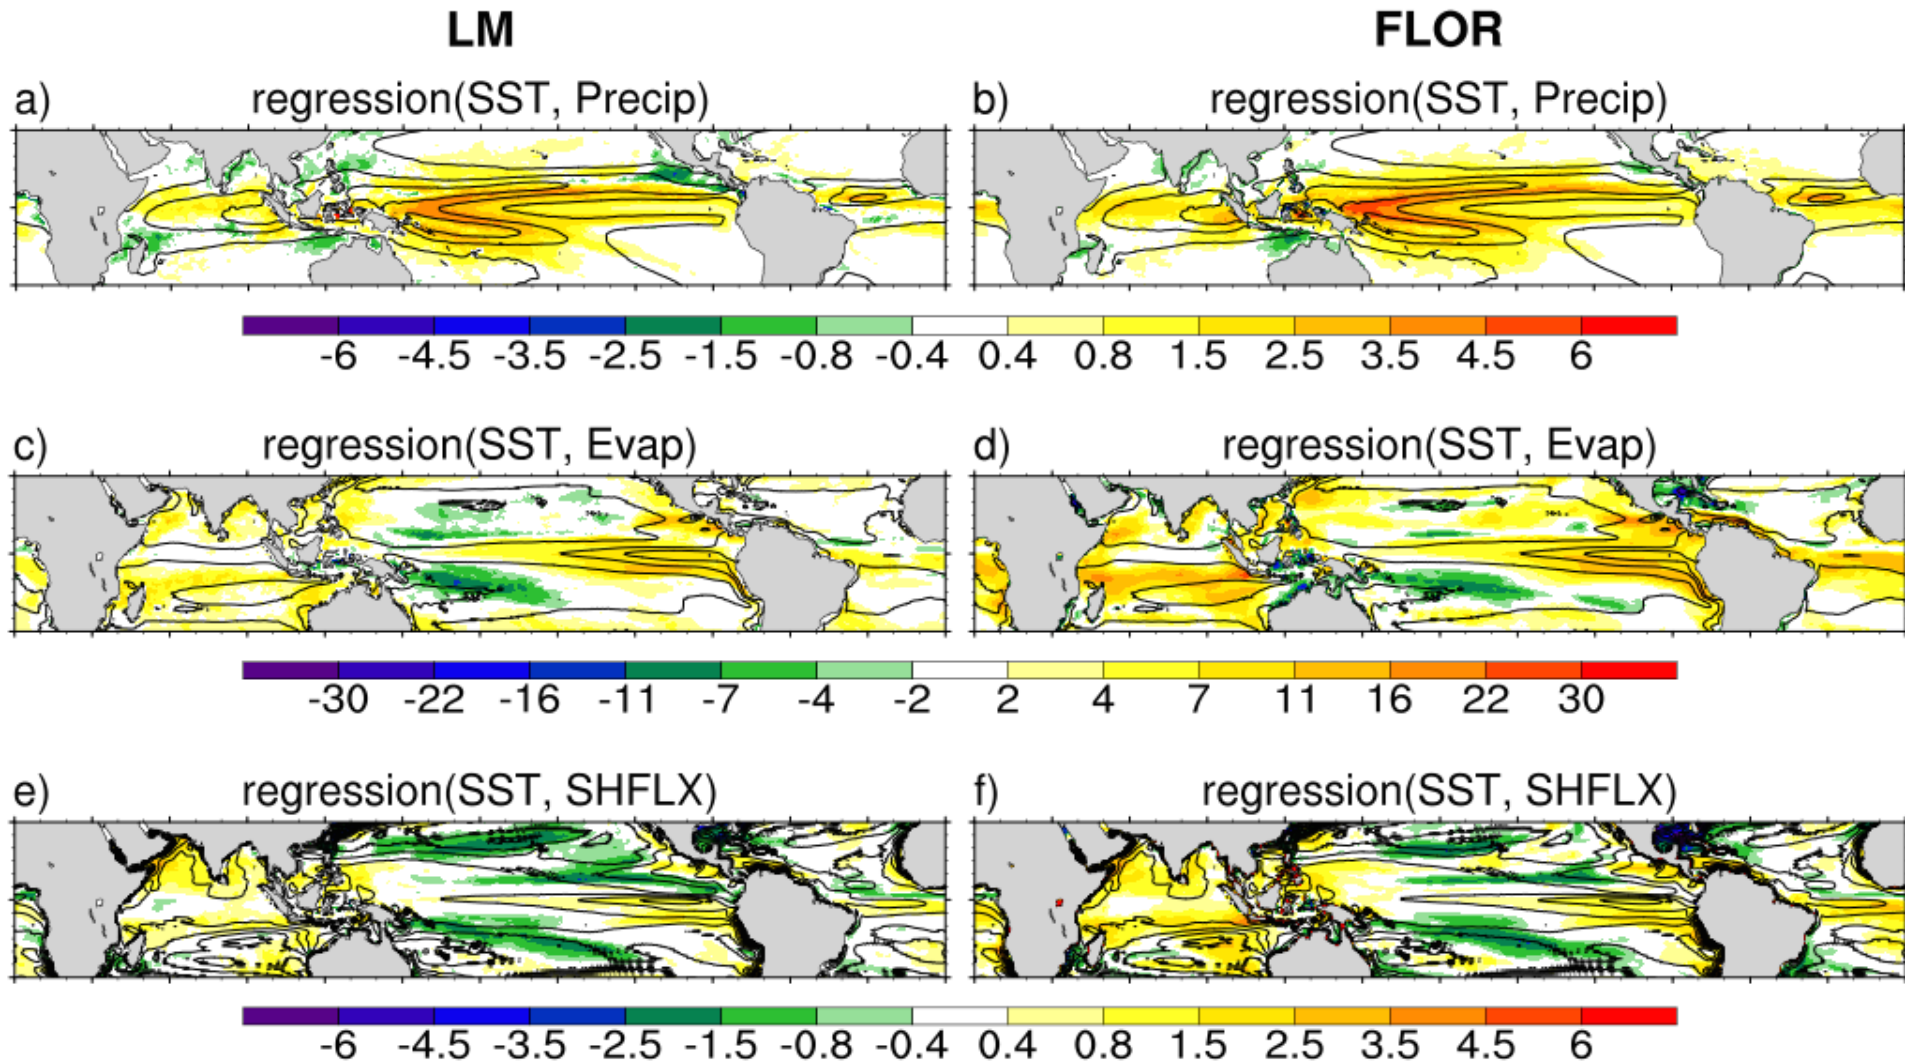 LM FLOR
a) regression(SST, Precip) b) regression(SST, Precip)
-6 -4.5 -3.5 -2.5 -1.5 -0.8 -0.4 0.4 0.8 1.5 2.5 3.5 4.5 6
c) regression(SST, Evap) d) regression(SST, Evap)
-30 -22 -16 -11 -7 -4 -2 2 4 7 11 16 22 30
e) regression(SST, SHFLX) f) regression(SST, SHFLX)
-6 -4.5 -3.5 -2.5 -1.5 -0.8 -0.4 0.4 0.8 1.5 2.5 3.5 4.5 6